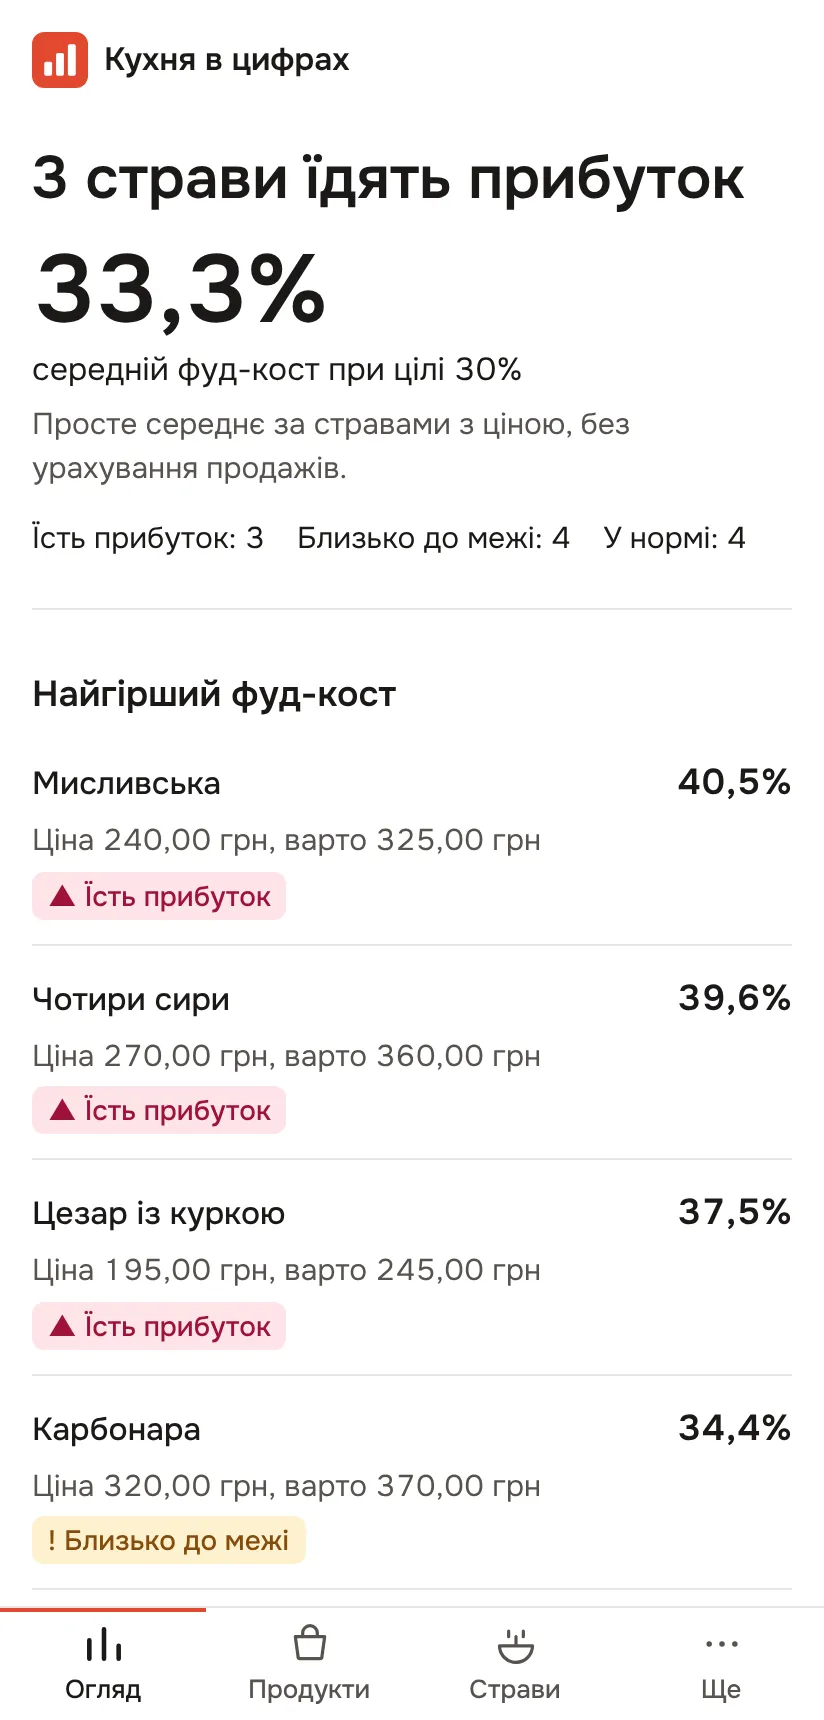 Кухня в цифрах
3 страви їдять прибуток
33,3%
середній фуд-кост при цілі 30%
Просте середнє за стравами з ціною, без
урахування продажів.
Їсть прибуток: 3 Близько до межі: 4 У нормі: 4
Найгірший фуд-кост
Мисливська 40,5%
Ціна 240,00 грн, варто 325,00 грн
▲ Їсть прибуток
Чотири сири 39,6%
Ціна 270,00 грн, варто 360,00 грн
▲ Їсть прибуток
Цезар із куркою 37,5%
Ціна 195,00 грн, варто 245,00 грн
▲ Їсть прибуток
Карбонара 34,4%
Ціна 320,00 грн, варто 370,00 грн
! Близько до межі
Огляд Продукти Страви Ще